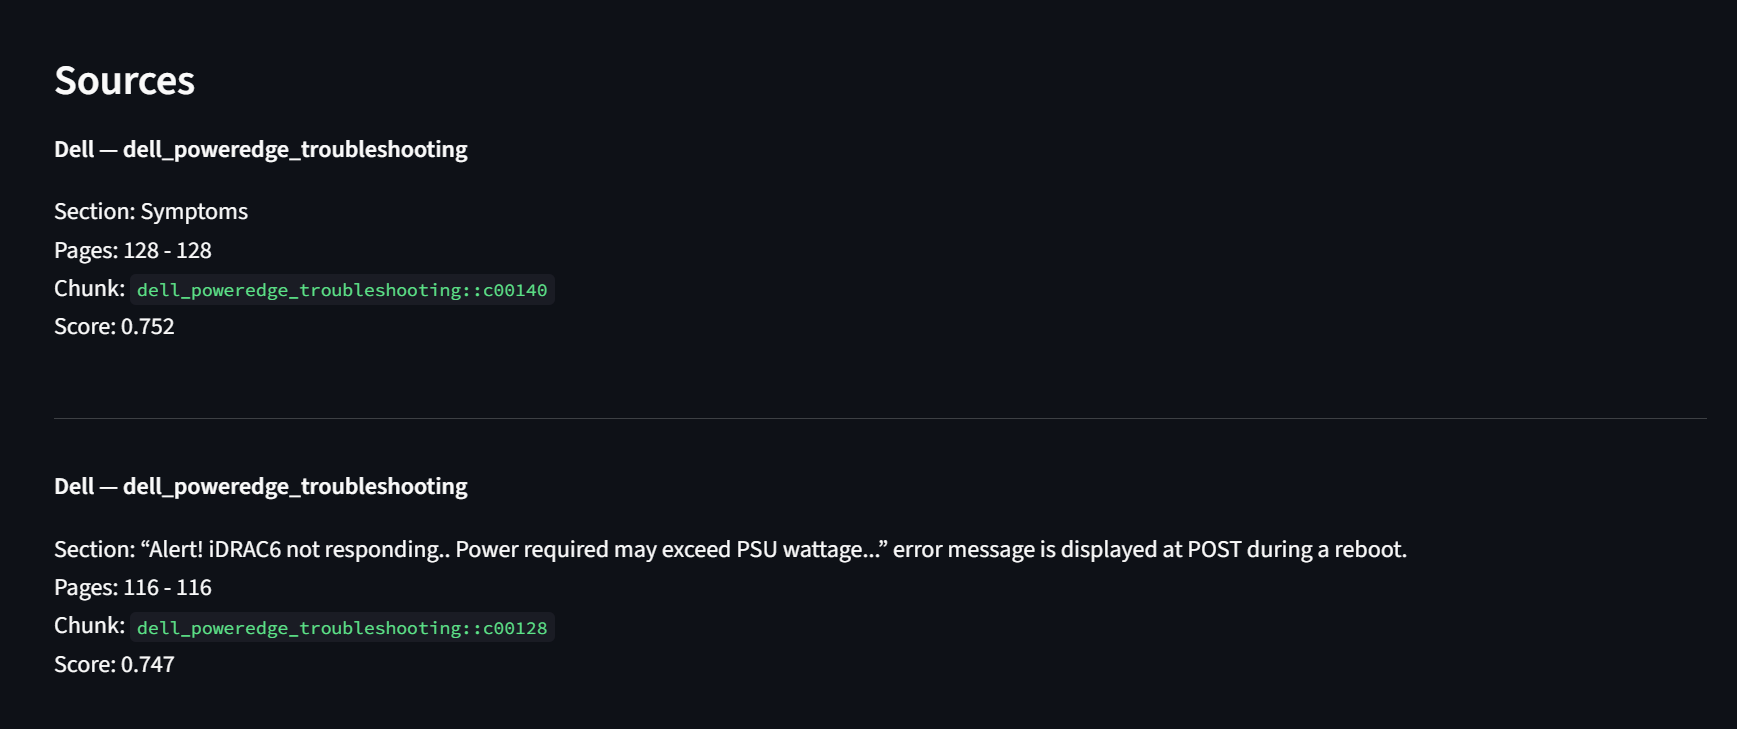 Sources
Dell — dell_poweredge_troubleshooting
Section: Symptoms
Pages: 128 - 128
Chunk: dell_poweredge_troubleshooting::c00140
Score: 0.752
Dell — dell_poweredge_troubleshooting
Section: “Alert! iDRAC6 not responding.. Power required may exceed PSU wattage...” error message is displayed at POST during a reboot.
Pages: 116 - 116
Chunk: dell_poweredge_troubleshooting::c00128
Score: 0.747